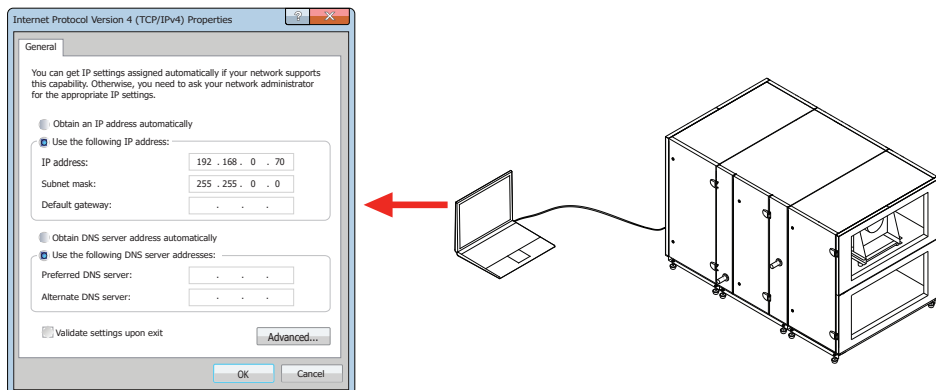 Internet Protocol Version 4 (TCP/IPv4) Properties
?
General
You can get IP settings assigned automatically if your network supports
this capability. Otherwise, you need to ask your network administrator
for the appropriate IP settings.
Obtain an IP address automatically
Use the following IP address:
IP address: 192 . 168 . 0 . 70
Subnet mask: 255 . 255 . 0 . 0
Default gateway: . . .
Obtain DNS server address automatically
Use the following DNS server addresses:
Preferred DNS server: . . .
Alternate DNS server: . . .
Validate settings upon exit
Advanced...
OK Cancel